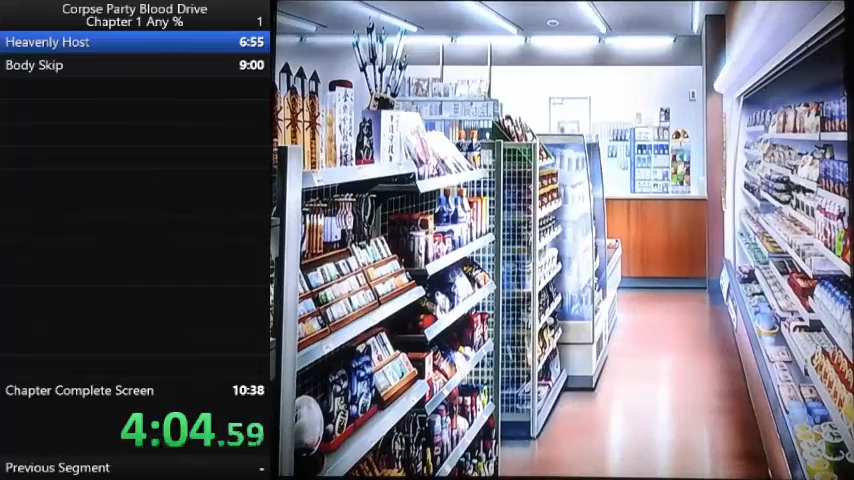 Corpse Party Blood Drive
Chapter 1 Any %
1
Heavenly Host 6:55
Body Skip 9:00
Chapter Complete Screen 10:38
4:04.59
Previous Segment -